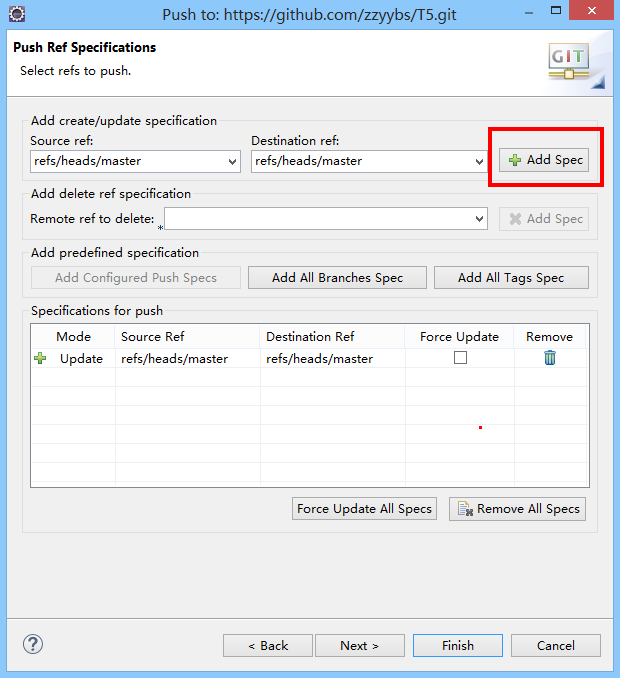 Push to: https://github.com/zzyybs/T5.git
Push Ref Specifications
Select refs to push.
GIT
Add create/update specification
Source ref: Destination ref:
refs/heads/master refs/heads/master Add Spec
Add delete ref specification
Remote ref to delete: * Add Spec
Add predefined specification
Add Configured Push Specs Add All Branches Spec Add All Tags Spec
Specifications for push
Mode Source Ref Destination Ref Force Update Remove
Update refs/heads/master refs/heads/master
Force Update All Specs Remove All Specs
? < Back Next > Finish Cancel